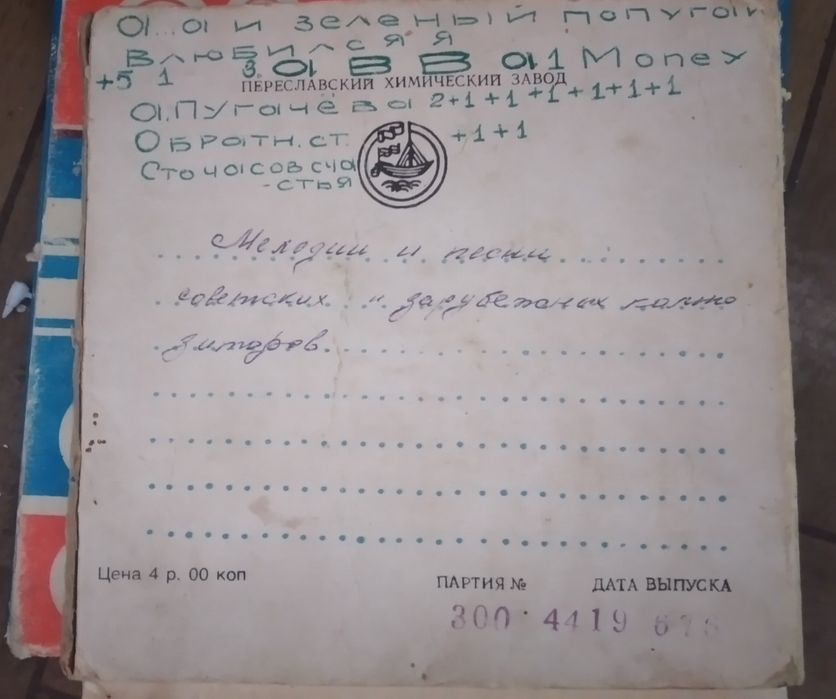 а...а и зеленый попугай
влюбился я
+5 1 3. а B B а 1 Money
ПЕРЕСЛАВСКИЙ ХИМИЧЕСКИЙ ЗАВОД
а. Пугачёва 2+1+1+1+1+1+1
Обратн. ст. +1+1
Сто часов сча
-стья
Мелодии и песни
советских и зарубежных компо
зиторов.
Цена 4 р. 00 коп
ПАРТИЯ № ДАТА ВЫПУСКА
300 4419 678